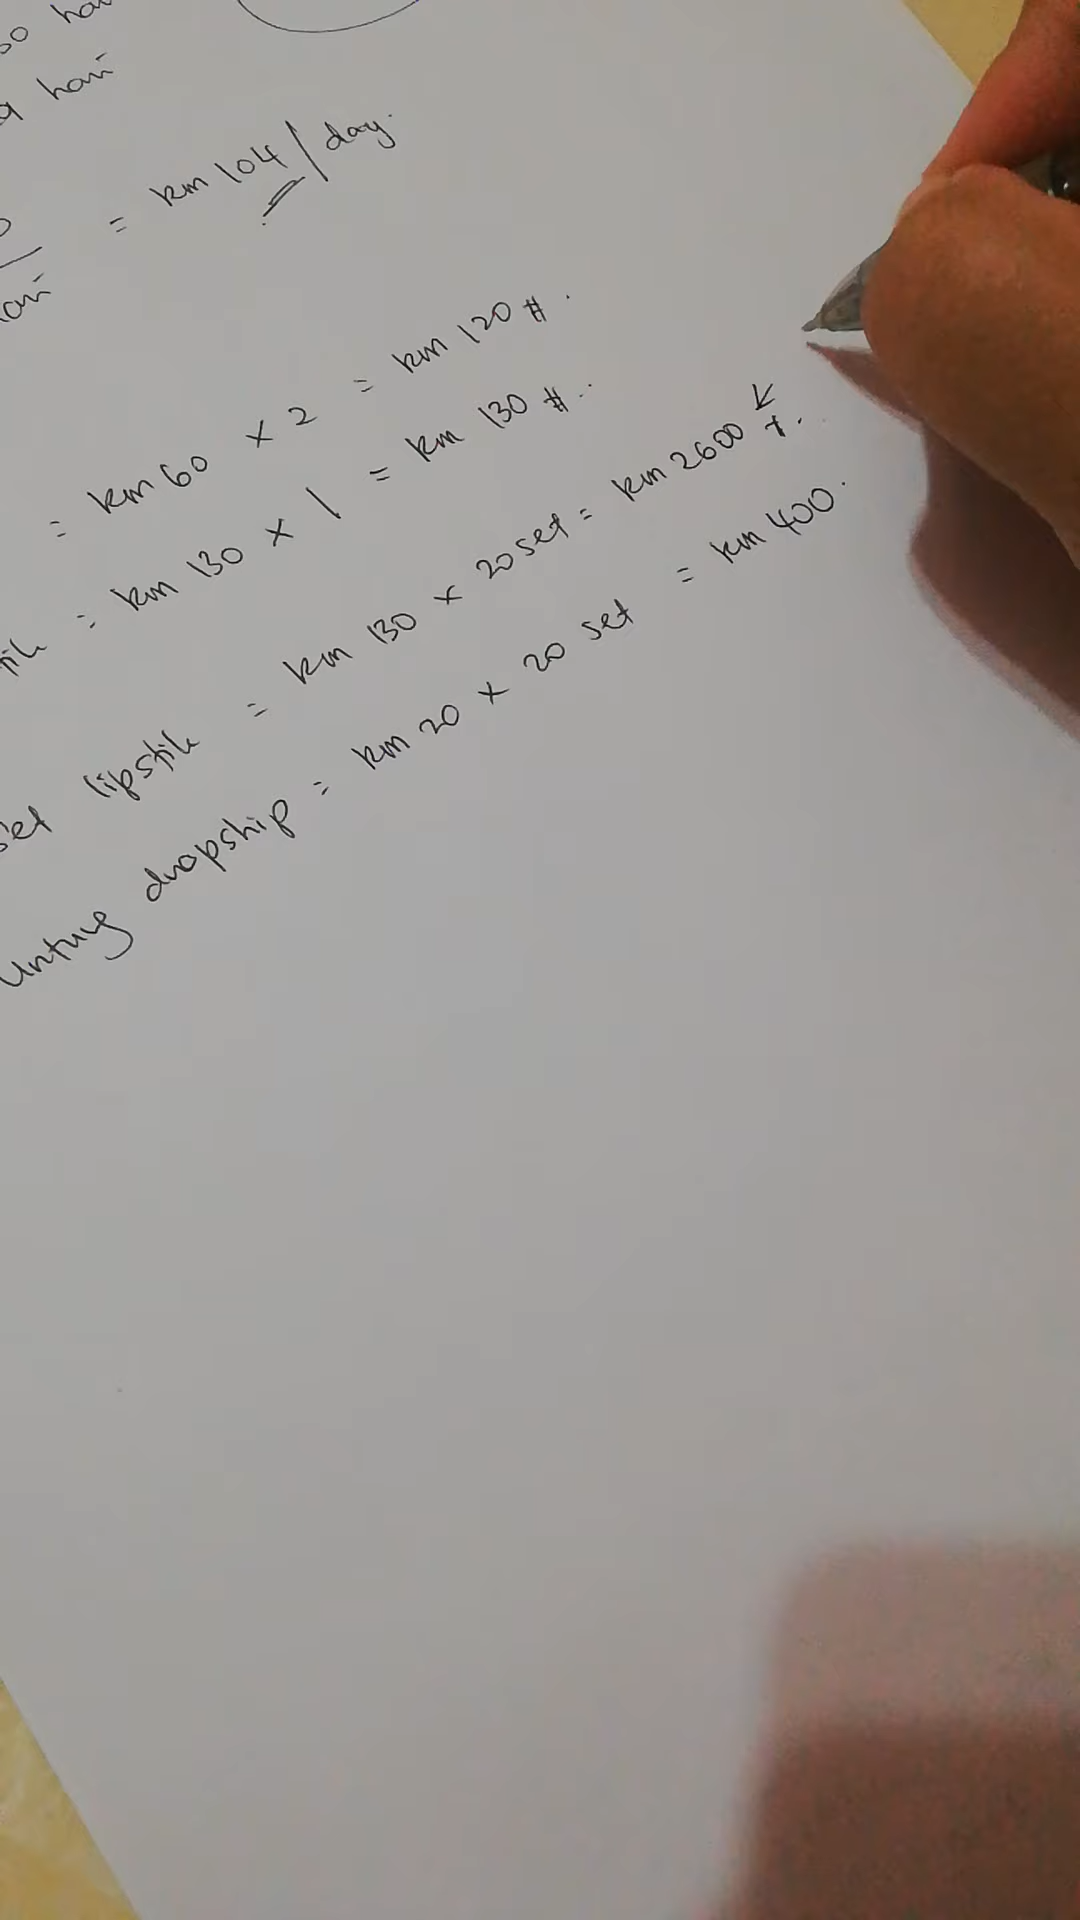 hari
= RM 104/day.
= RM 60 x 2 = RM 120 #.
= RM 130 x 1 = RM 130 #.
Set lipstik = RM 130 x 20 set = RM 2600
Untung dropship = RM 20 x 20 set = RM 400.